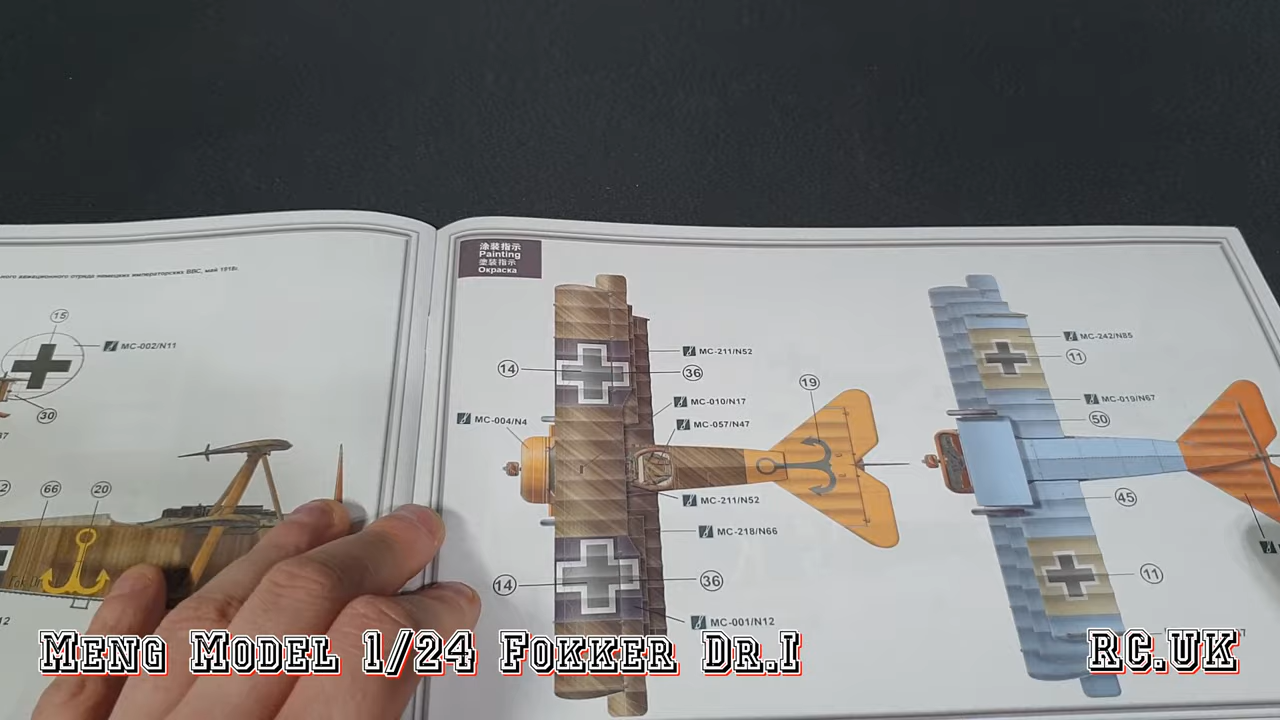 авиационного отряда немецких императорских ВВС, май 1918г.
15
MC-002/N11
30
66
20
涂装指示
Painting
塗装指示
Окраска
14
MC-211/N52
36
MC-010/N17
MC-004/N4
MC-057/N47
19
MC-211/N52
MC-218/N66
14
36
MC-001/N12
MC-242/N85
11
MC-019/N67
50
45
11
Meng Model 1/24 Fokker Dr.I
RC.UK